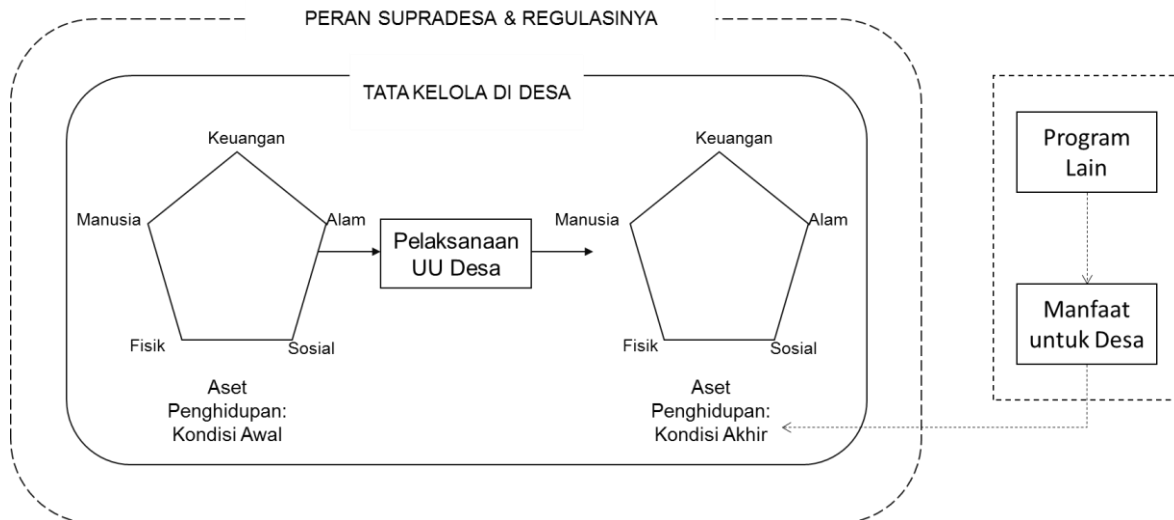 PERAN SUPRADESA & REGULASINYA
TATA KELOLA DI DESA
Keuangan
Manusia
Alam
Fisik
Sosial
Aset
Penghidupan:
Kondisi Awal
Pelaksanaan
UU Desa
Keuangan
Manusia
Alam
Fisik
Sosial
Aset
Penghidupan:
Kondisi Akhir
Program
Lain
Manfaat
untuk Desa